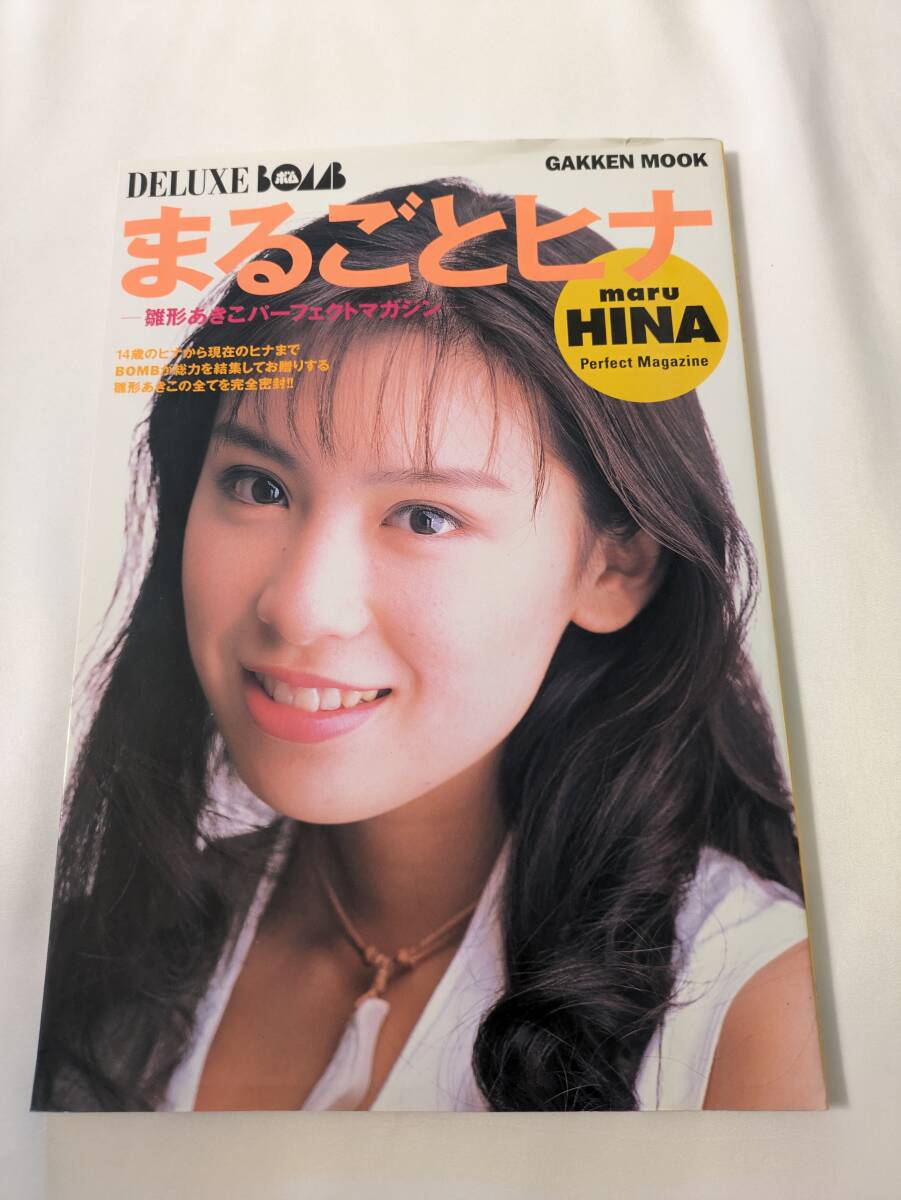 DELUXE BOMB ボム
GAKKEN MOOK
まるごとヒナ
maru
HINA
Perfect Magazine
―雛形あきこパーフェクトマガジン―
14歳のヒナから現在のヒナまで
BOMBが総力を結集してお贈りする
雛形あきこの全てを完全密封!!